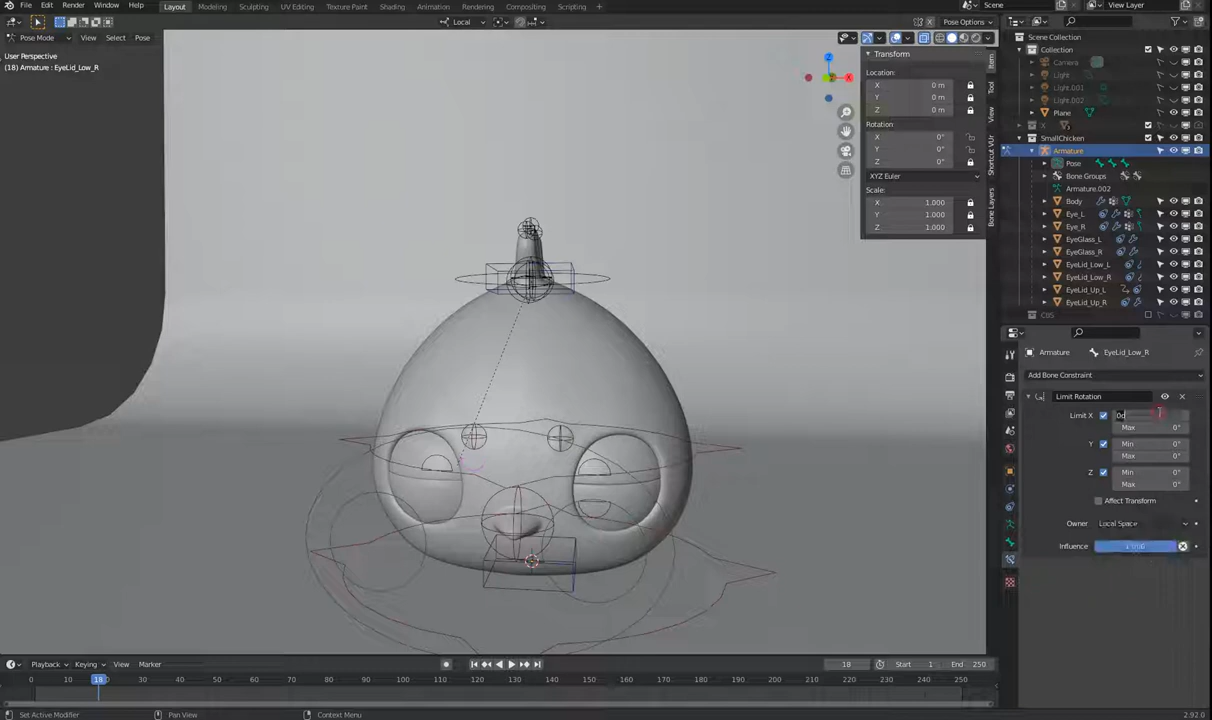 File Edit Render Window Help Layout Modeling Sculpting UV Editing Texture Paint Shading Animation Rendering Compositing Scripting Scene View Layer
Local Pose Options
Pose Mode View Select Pose
User Perspective
(18) Armature : EyeLid_Low_R
Transform
Location:
X 0 m
Y 0 m
Z 0 m
Rotation
X 0°
Y 0°
Z 0°
XYZ Euler
Scale:
X 1.000
Y 1.000
Z 1.000
Item
Tool
View
Shortcut VUr
Bone Layers
Scene Collection
Collection
Camera
Light
Light.001
Light.002
Plane
X
SmallChicken
Armature
Pose
Bone Groups
Armature.002
Body
Eye_L
Eye_R
EyeGlass_L
EyeGlass_R
EyeLid_Low_L
EyeLid_Low_R
EyeLid_Up_L
EyeLid_Up_R
Armature EyeLid_Low_R
Add Bone Constraint
Limit Rotation
Limit X
Max 0°
Y Min 0°
Max 0°
Z Min 0°
Max 0°
Affect Transform
Owner Local Space
Influence
Playback Keying View Marker 18 Start 1 End 250
0 10 18 30 40 50 60 70 80 90 100 110 120 130 140 150 160 170 180 190 200 210 220 230 240 250
Set Active Modifier Pan View Context Menu 2.92.0